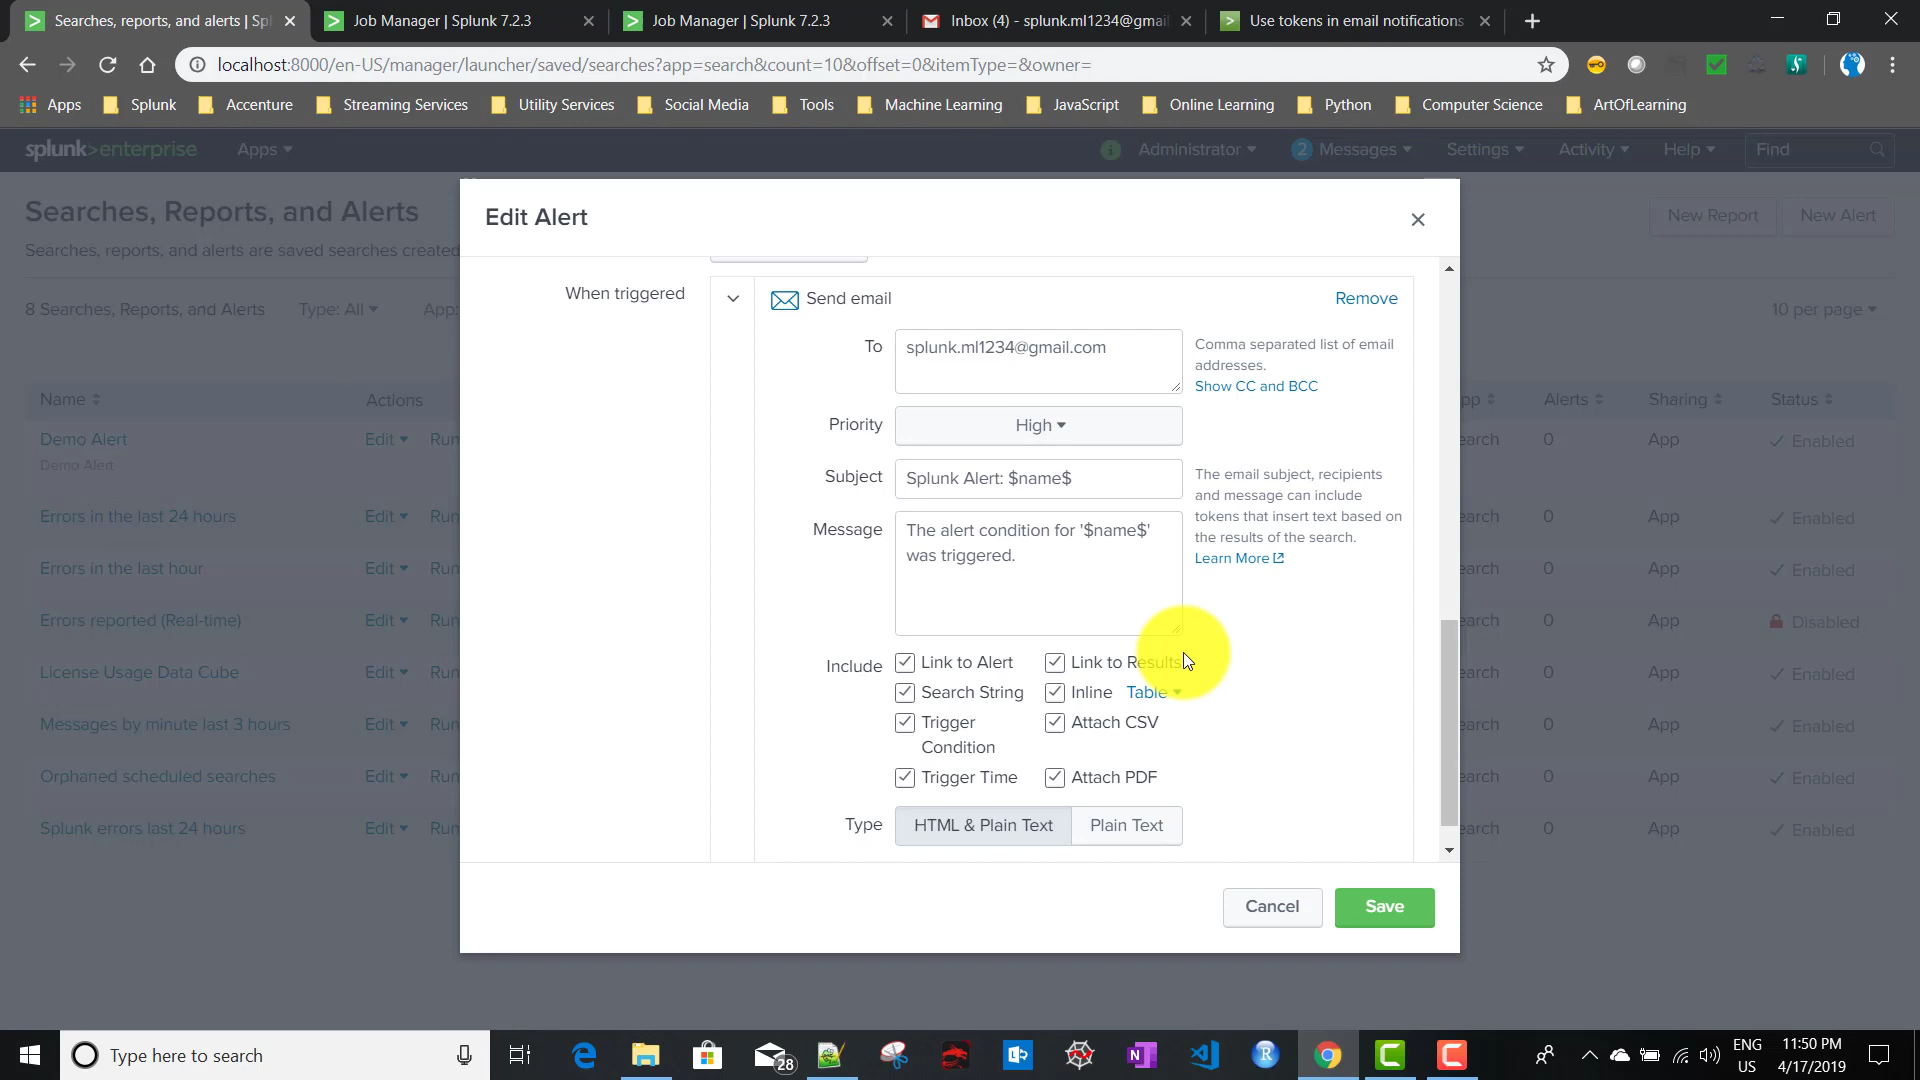 Searches, reports, and alerts | Spl
Job Manager | Splunk 7.2.3
Job Manager | Splunk 7.2.3
Inbox (4) - splunk.ml1234@gmail
Use tokens in email notifications
localhost:8000/en-US/manager/launcher/saved/searches?app=search&count=10&offset=0&itemType=&owner=
Apps Splunk Accenture Streaming Services Utility Services Social Media Tools Machine Learning JavaScript Online Learning Python Computer Science ArtOfLearning
splunk>enterprise Apps Administrator 2 Messages Settings Activity Help Find
Searches, Reports, and Alerts
New Report New Alert
Searches, reports, and alerts are saved searches created
8 Searches, Reports, and Alerts Type: All App: 10 per page
Name Actions pp Alerts Sharing Status
Demo Alert Edit Run earch 0 App Enabled
Demo Alert
Errors in the last 24 hours Edit Run earch 0 App Enabled
Errors in the last hour Edit Run earch 0 App Enabled
Errors reported (Real-time) Edit Run earch 0 App Disabled
License Usage Data Cube Edit Run earch 0 App Enabled
Messages by minute last 3 hours Edit Run earch 0 App Enabled
Orphaned scheduled searches Edit Run earch 0 App Enabled
Splunk errors last 24 hours Edit Run earch 0 App Enabled
Edit Alert
When triggered
Send email
Remove
To
splunk.ml1234@gmail.com
Comma separated list of email
addresses.
Show CC and BCC
Priority
High
Subject
Splunk Alert: $name$
The email subject, recipients
and message can include
tokens that insert text based on
the results of the search.
Learn More
Message
The alert condition for '$name$'
was triggered.
Include
Link to Alert Link to Results
Search String Inline Table
Trigger
Condition
Attach CSV
Trigger Time Attach PDF
Type
HTML & Plain Text Plain Text
Cancel Save
Type here to search
28
ENG
US
11:50 PM
4/17/2019